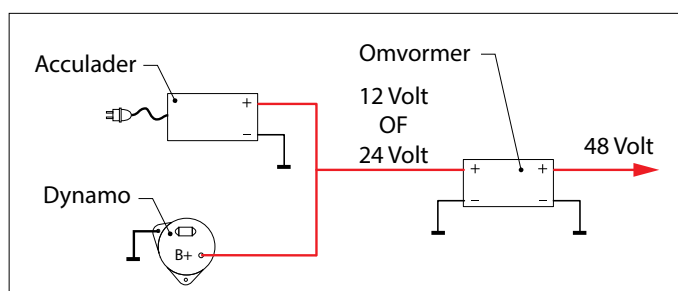 Acculader
+
–
Dynamo
B+
12 Volt
OF
24 Volt
Omvormer
+ +
– –
48 Volt